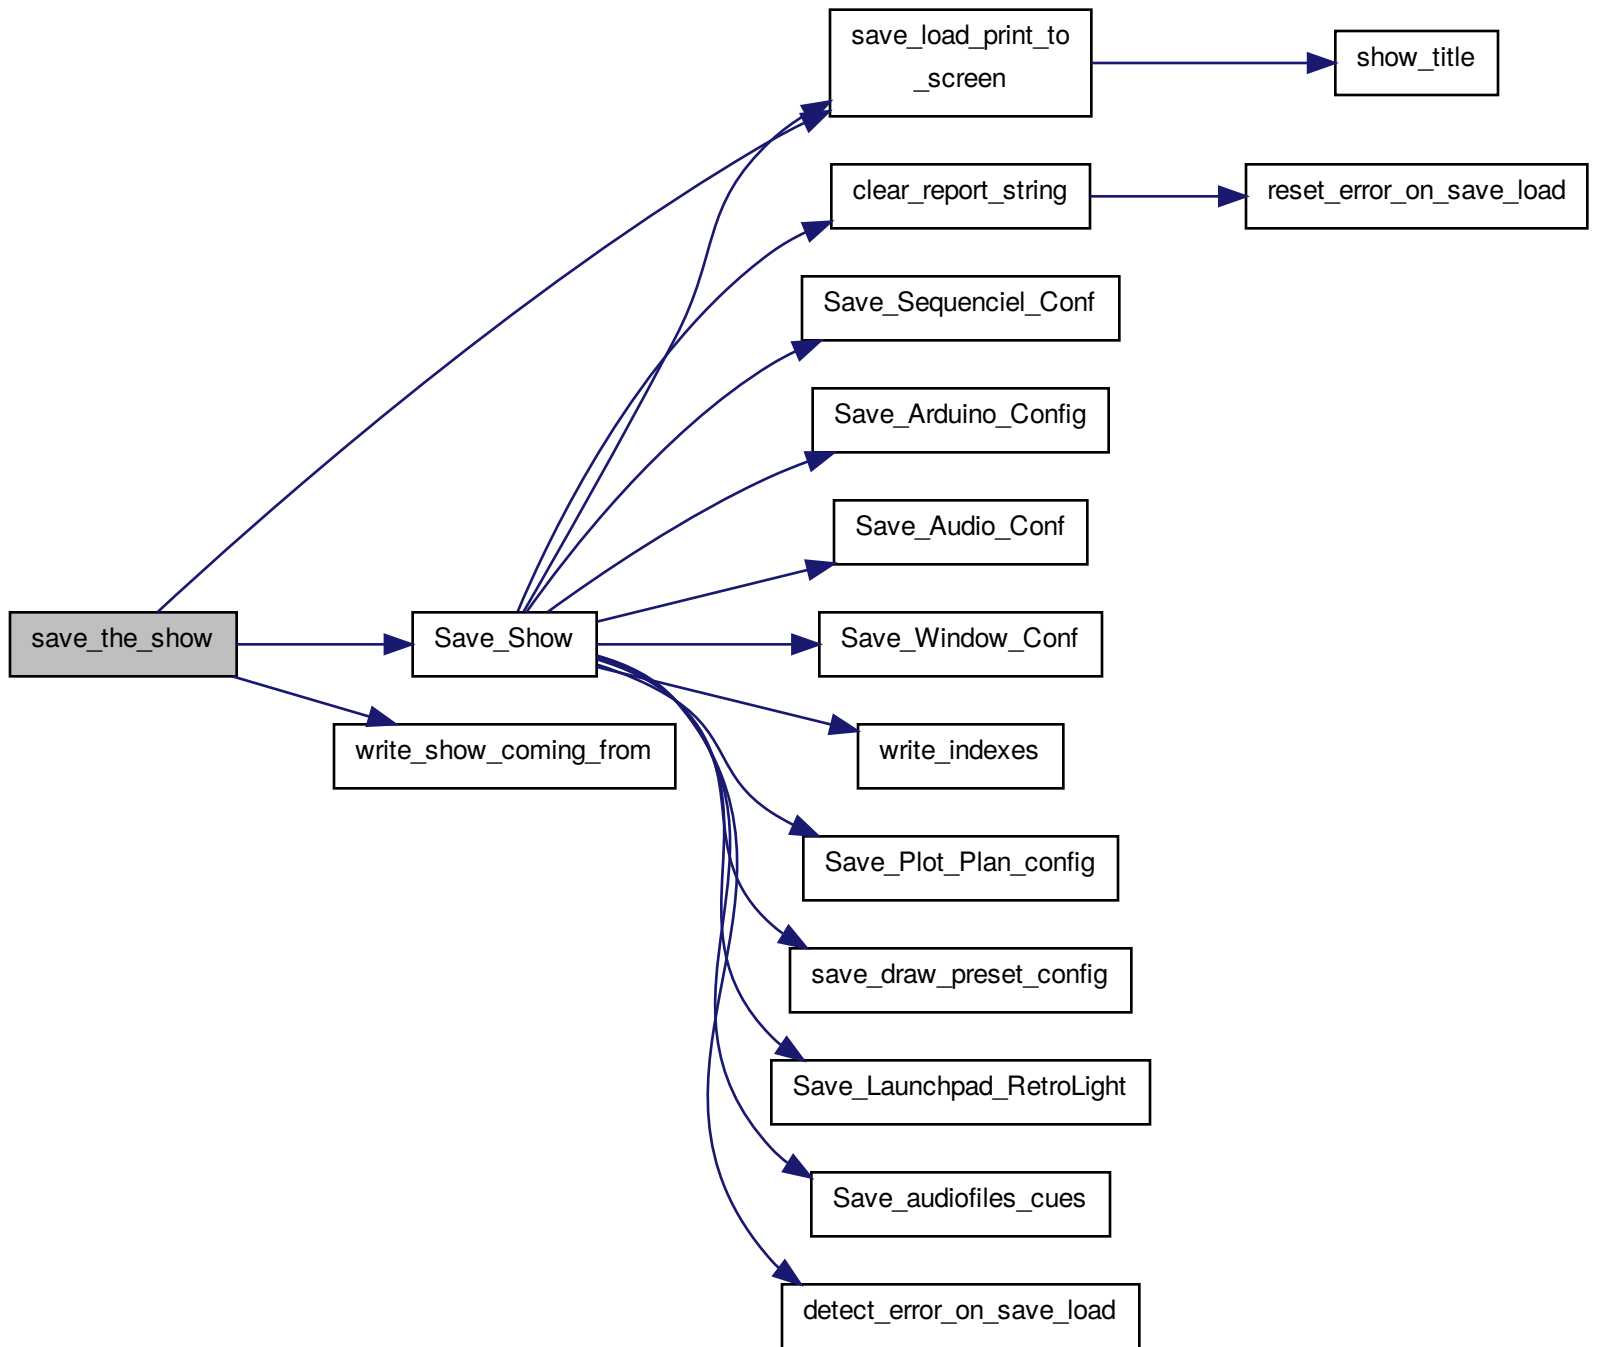 save_load_print_to
_screen
show_title
clear_report_string
reset_error_on_save_load
Save_Sequenciel_Conf
Save_Arduino_Config
Save_Audio_Conf
save_the_show
Save_Show
Save_Window_Conf
write_show_coming_from
write_indexes
Save_Plot_Plan_config
save_draw_preset_config
Save_Launchpad_RetroLight
Save_audiofiles_cues
detect_error_on_save_load